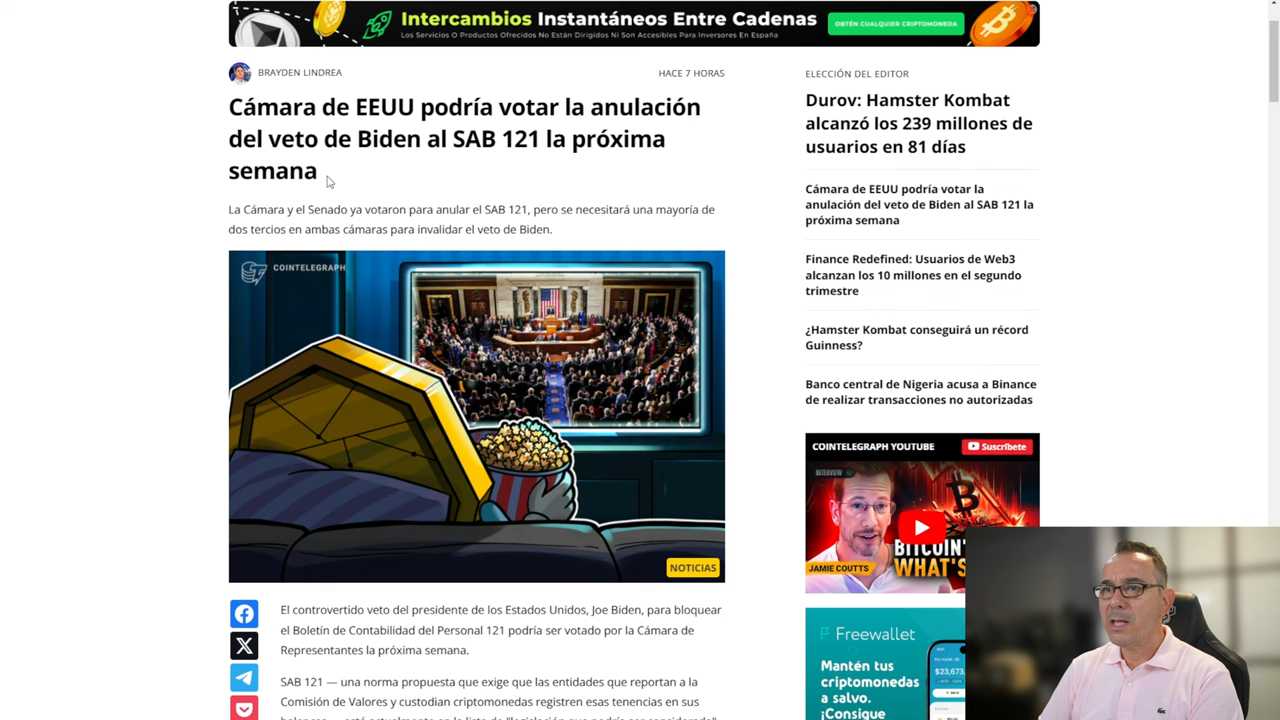 Intercambios Instantáneos Entre Cadenas
Los Servicios O Productos Ofrecidos No Están Dirigidos Ni Son Accesibles Para Inversores En España
OBTÉN CUALQUIER CRIPTOMONEDA
BRAYDEN LINDREA
HACE 7 HORAS
Cámara de EEUU podría votar la anulación
del veto de Biden al SAB 121 la próxima
semana
La Cámara y el Senado ya votaron para anular el SAB 121, pero se necesitará una mayoría de
dos tercios en ambas cámaras para invalidar el veto de Biden.
COINTELEGRAPH
NOTICIAS
El controvertido veto del presidente de los Estados Unidos, Joe Biden, para bloquear
el Boletín de Contabilidad del Personal 121 podría ser votado por la Cámara de
Representantes la próxima semana.
SAB 121 — una norma propuesta que exige que las entidades que reportan a la
Comisión de Valores y custodian criptomonedas registren esas tenencias en sus
ELECCIÓN DEL EDITOR
Durov: Hamster Kombat
alcanzó los 239 millones de
usuarios en 81 días
Cámara de EEUU podría votar la
anulación del veto de Biden al SAB 121 la
próxima semana
Finance Redefined: Usuarios de Web3
alcanzan los 10 millones en el segundo
trimestre
¿Hamster Kombat conseguirá un récord
Guinness?
Banco central de Nigeria acusa a Binance
de realizar transacciones no autorizadas
COINTELEGRAPH YOUTUBE
Suscríbete
INTERVIEW
BITCOIN'
WHAT'S
JAMIE COUTTS
Freewallet
$23,673
Mantén tus
criptomonedas
a salvo.
¡Consigue